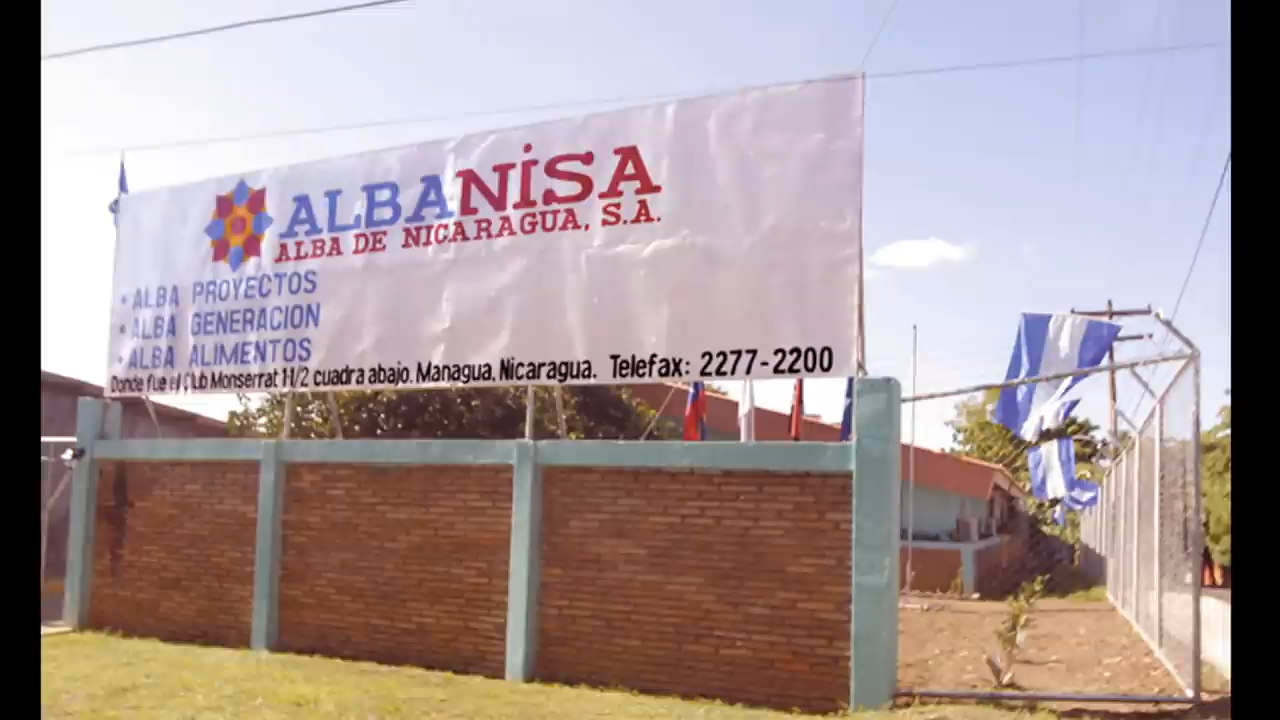 ALBANISA
ALBA DE NICARAGUA, S.A.
• ALBA PROYECTOS
• ALBA GENERACION
• ALBA ALIMENTOS
Donde fue el Club Monserrat 1 1/2 cuadra abajo. Managua, Nicaragua. Telefax: 2277-2200